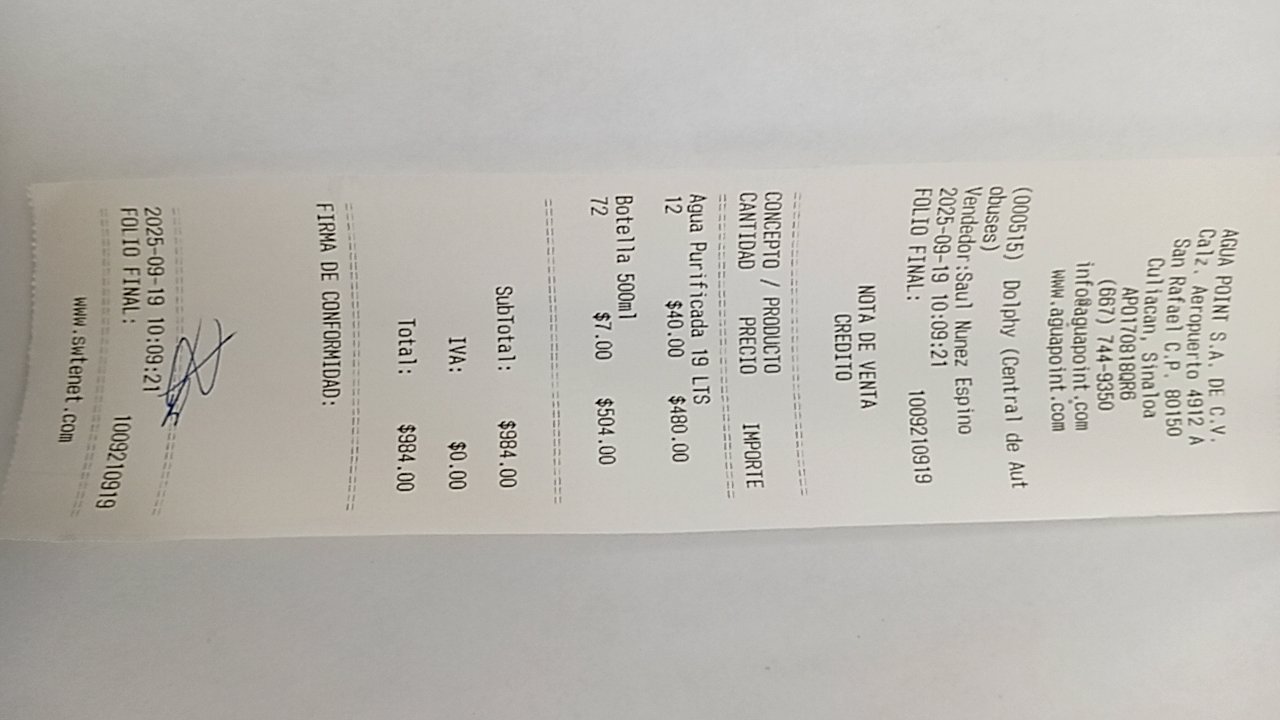 AGUA POINT S.A. DE C.V.
Calz. Aeropuerto 4912 A
San Rafael C.P. 80150
Culiacan, Sinaloa
APO170818QR6
(667) 744-9350
info@aguapoint.com
www.aguapoint.com
(000515) Dolphy (Central de Aut
obuses)
Vendedor:Saul Nunez Espino
2025-09-19 10:09:21
FOLIO FINAL: 1009210919
NOTA DE VENTA
CREDITO
CONCEPTO / PRODUCTO
CANTIDAD PRECIO IMPORTE
Agua Purificada 19 LTS
12 $40.00 $480.00
Botella 500ml
72 $7.00 $504.00
SubTotal: $984.00
IVA: $0.00
Total: $984.00
FIRMA DE CONFORMIDAD:
2025-09-19 10:09:21
FOLIO FINAL: 1009210919
www.swtenet.com